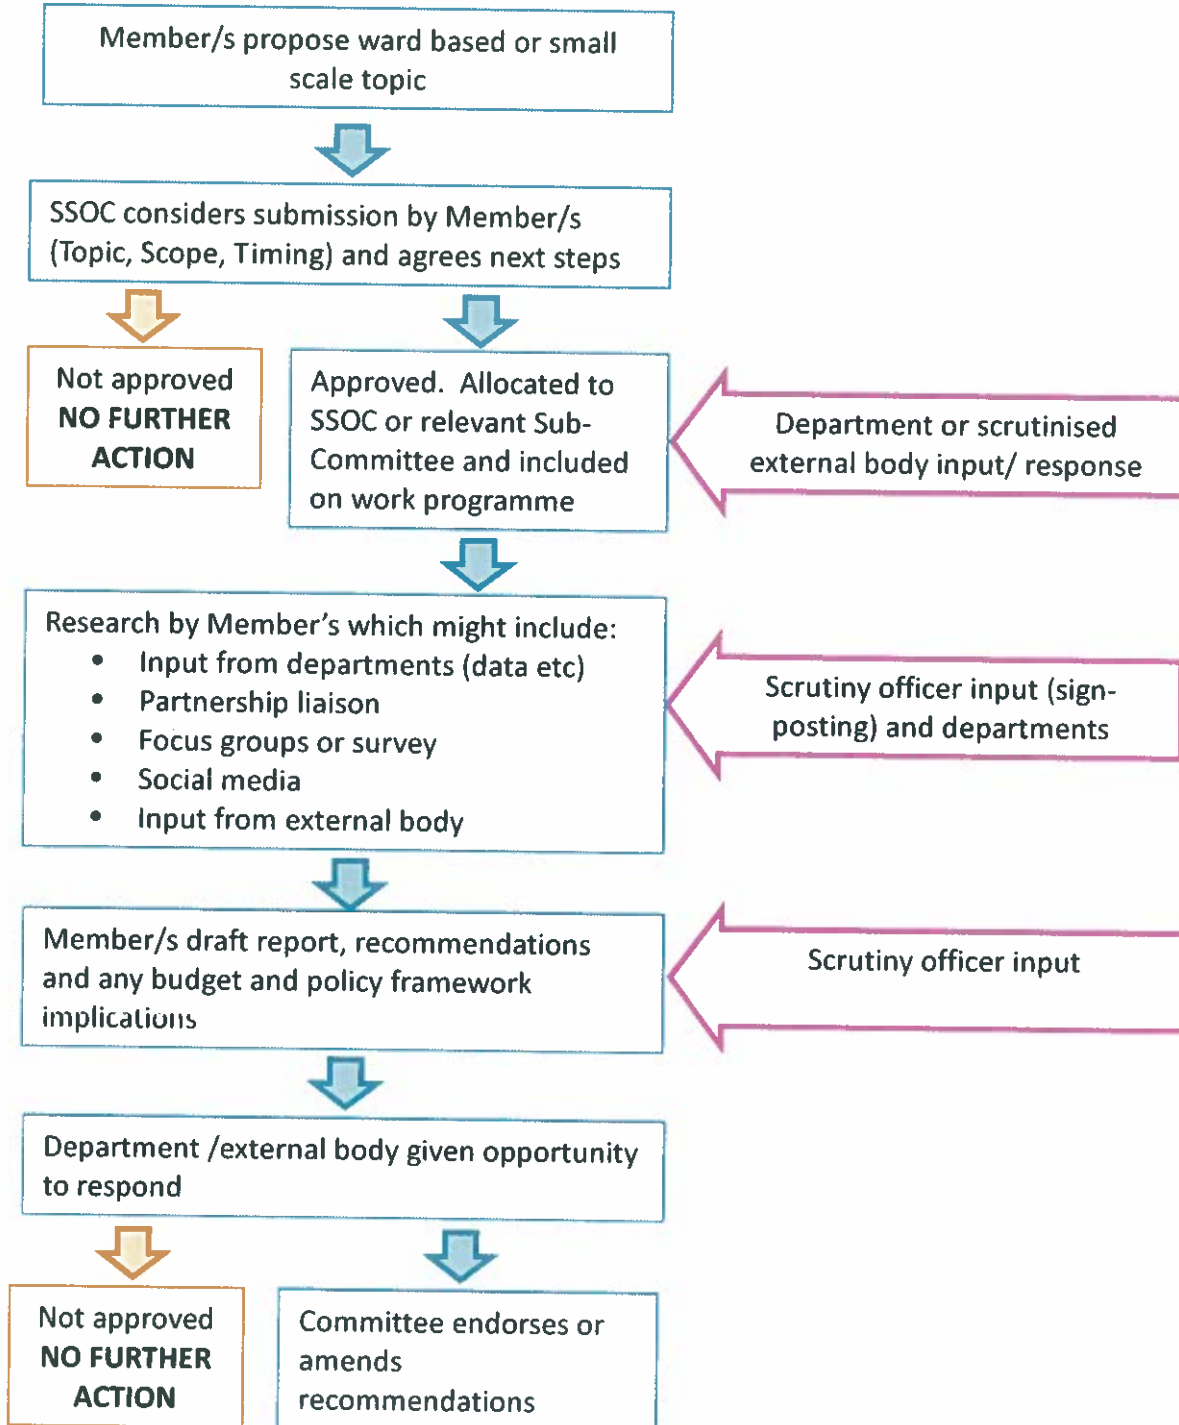 Member/s propose ward based or small
scale topic
SSOC considers submission by Member/s
(Topic, Scope, Timing) and agrees next steps
Not approved
NO FURTHER
ACTION
Approved. Allocated to
SSOC or relevant Sub-
Committee and included
on work programme
Department or scrutinised
external body input/ response
Research by Member's which might include:
• Input from departments (data etc)
• Partnership liaison
• Focus groups or survey
• Social media
• Input from external body
Scrutiny officer input (sign-
posting) and departments
Member/s draft report, recommendations
and any budget and policy framework
implications
Scrutiny officer input
Department /external body given opportunity
to respond
Not approved
NO FURTHER
ACTION
Committee endorses or
amends
recommendations